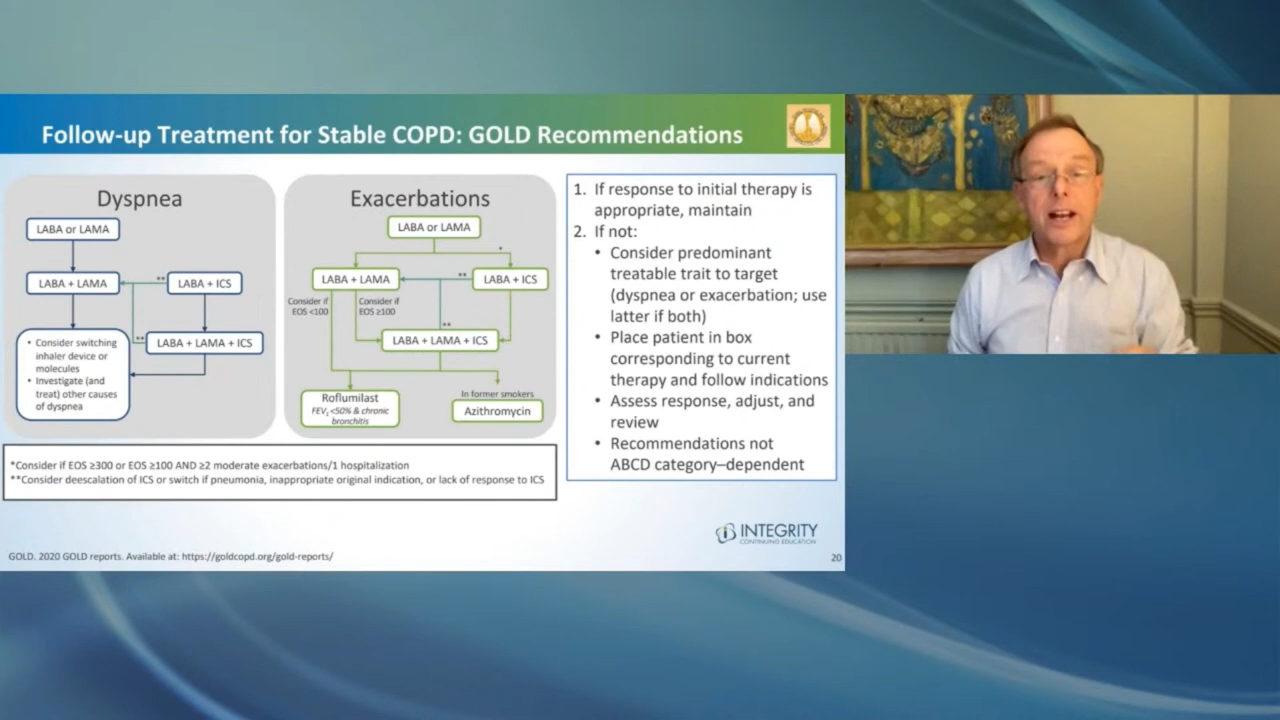 Follow-up Treatment for Stable COPD: GOLD Recommendations
Dyspnea
LABA or LAMA
LABA + LAMA
**
LABA + ICS
**
LABA + LAMA + ICS
• Consider switching
inhaler device or
molecules
• Investigate (and
treat) other causes
of dyspnea
Exacerbations
LABA or LAMA
*
LABA + LAMA
**
LABA + ICS
Consider if
EOS <100
Consider if
EOS ≥100
**
LABA + LAMA + ICS
Roflumilast
FEV₁ <50% & chronic
bronchitis
In former smokers
Azithromycin
1. If response to initial therapy is
appropriate, maintain
2. If not:
• Consider predominant
treatable trait to target
(dyspnea or exacerbation; use
latter if both)
• Place patient in box
corresponding to current
therapy and follow indications
• Assess response, adjust, and
review
• Recommendations not
ABCD category–dependent
*Consider if EOS ≥300 or EOS ≥100 AND ≥2 moderate exacerbations/1 hospitalization
**Consider deescalation of ICS or switch if pneumonia, inappropriate original indication, or lack of response to ICS
INTEGRITY
CONTINUING EDUCATION
GOLD. 2020 GOLD reports. Available at: https://goldcopd.org/gold-reports/
20